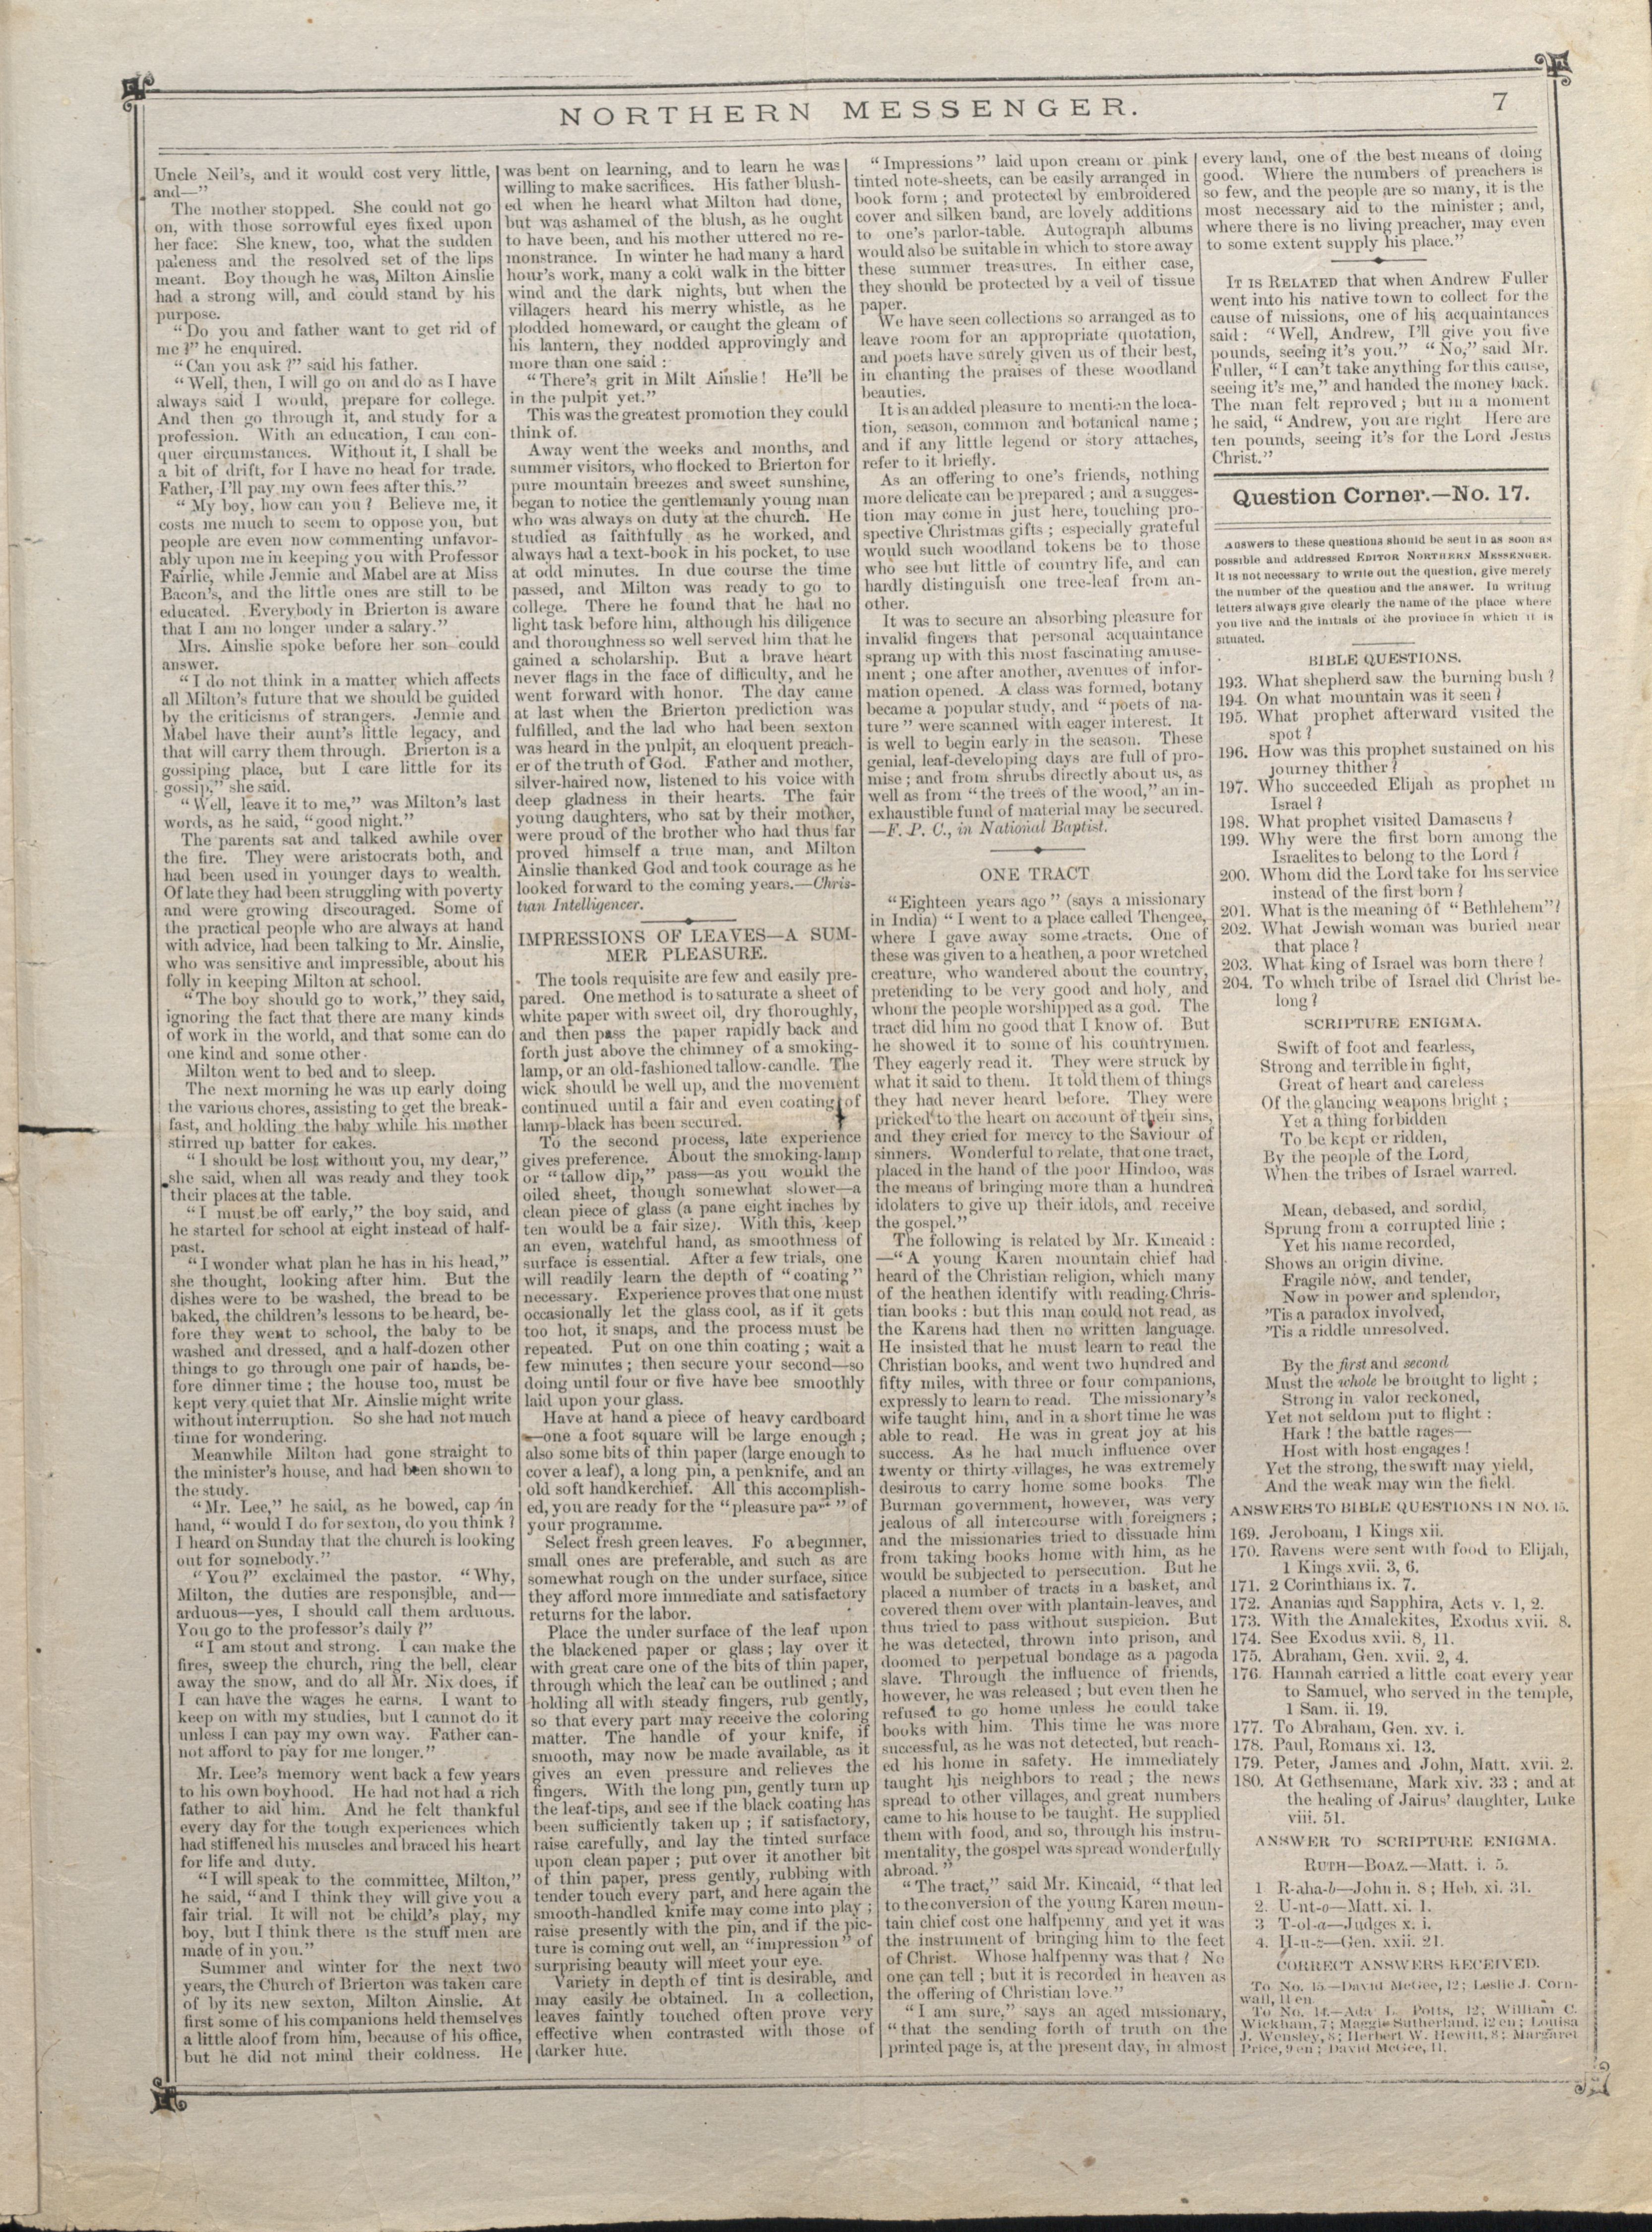 NORTHERN MESSENGER.
7
Uncle Neil's, and it would cost very little,
and—"
The mother stopped. She could not go
on, with those sorrowful eyes fixed upon
her face: She knew, too, what the sudden
paleness and the resolved set of the lips
meant. Boy though he was, Milton Ainslie
had a strong will, and could stand by his
purpose.
"Do you and father want to get rid of
me?" he enquired.
"Can you ask?" said his father.
"Well, then, I will go on and do as I have
always said I would, prepare for college.
And then go through it, and study for a
profession. With an education, I can con-
quer circumstances. Without it, I shall be
a bit of drift, for I have no head for trade.
Father, I'll pay my own fees after this."
"My boy, how can you? Believe me, it
costs me much to seem to oppose you, but
people are even now commenting unfavor-
ably upon me in keeping you with Professor
Fairlie, while Jennie and Mabel are at Miss
Bacon's, and the little ones are still to be
educated. Everybody in Brierton is aware
that I am no longer under a salary."
Mrs. Ainslie spoke before her son could
answer.
"I do not think in a matter which affects
all Milton's future that we should be guided
by the criticisms of strangers. Jennie and
Mabel have their aunt's little legacy, and
that will carry them through. Brierton is a
gossiping place, but I care little for its
gossip," she said.
"Well, leave it to me," was Milton's last
words, as he said, "good night."
The parents sat and talked awhile over
the fire. They were aristocrats both, and
had been used in younger days to wealth.
Of late they had been struggling with poverty
and were growing discouraged. Some of
the practical people who are always at hand
with advice, had been talking to Mr. Ainslie,
who was sensitive and impressible, about his
folly in keeping Milton at school.
"The boy should go to work," they said,
ignoring the fact that there are many kinds
of work in the world, and that some can do
one kind and some other.
Milton went to bed and to sleep.
The next morning he was up early doing
the various chores, assisting to get the break-
fast, and holding the baby while his mother
stirred up batter for cakes.
"I should be lost without you, my dear,"
she said, when all was ready and they took
their places at the table.
"I must be off early," the boy said, and
he started for school at eight instead of half-
past.
"I wonder what plan he has in his head,"
she thought, looking after him. But the
dishes were to be washed, the bread to be
baked, the children's lessons to be heard, be-
fore they went to school, the baby to be
washed and dressed, and a half-dozen other
things to go through one pair of hands, be-
fore dinner time; the house too, must be
kept very quiet that Mr. Ainslie might write
without interruption. So she had not much
time for wondering.
Meanwhile Milton had gone straight to
the minister's house, and had been shown to
the study.
"Mr. Lee," he said, as he bowed, cap in
hand, "would I do for sexton, do you think?
I heard on Sunday that the church is looking
out for somebody."
"You?" exclaimed the pastor. "Why,
Milton, the duties are responsible, and—
arduous—yes, I should call them arduous.
You go to the professor's daily?"
"I am stout and strong. I can make the
fires, sweep the church, ring the bell, clear
away the snow, and do all Mr. Nix does, if
I can have the wages he earns. I want to
keep on with my studies, but I cannot do it
unless I can pay my own way. Father can-
not afford to pay for me longer."
Mr. Lee's memory went back a few years
to his own boyhood. He had not had a rich
father to aid him. And he felt thankful
every day for the tough experiences which
had stiffened his muscles and braced his heart
for life and duty.
"I will speak to the committee, Milton,"
he said, "and I think they will give you a
fair trial. It will not be child's play, my
boy, but I think there is the stuff men are
made of in you."
Summer and winter for the next two
years, the Church of Brierton was taken care
of by its new sexton, Milton Ainslie. At
first some of his companions held themselves
a little aloof from him, because of his office,
but he did not mind their coldness. He
was bent on learning, and to learn he was
willing to make sacrifices. His father blush-
ed when he heard what Milton had done,
but was ashamed of the blush, as he ought
to have been, and his mother uttered no re-
monstrance. In winter he had many a hard
hour's work, many a cold walk in the bitter
wind and the dark nights, but when the
villagers heard his merry whistle, as he
plodded homeward, or caught the gleam of
his lantern, they nodded approvingly and
more than one said:
"There's grit in Milt Ainslie! He'll be
in the pulpit yet."
This was the greatest promotion they could
think of.
Away went the weeks and months, and
summer visitors, who flocked to Brierton for
pure mountain breezes and sweet sunshine,
began to notice the gentlemanly young man
who was always on duty at the church. He
studied as faithfully as he worked, and
always had a text-book in his pocket, to use
at odd minutes. In due course the time
passed, and Milton was ready to go to
college. There he found that he had no
light task before him, although his diligence
and thoroughness so well served him that he
gained a scholarship. But a brave heart
never flags in the face of difficulty, and he
went forward with honor. The day came
at last when the Brierton prediction was
fulfilled, and the lad who had been sexton
was heard in the pulpit, an eloquent preach-
er of the truth of God. Father and mother,
silver-haired now, listened to his voice with
deep gladness in their hearts. The fair
young daughters, who sat by their mother,
were proud of the brother who had thus far
proved himself a true man, and Milton
Ainslie thanked God and took courage as he
looked forward to the coming years.—Chris-
tian Intelligencer.
IMPRESSIONS OF LEAVES—A SUM-
MER PLEASURE.
The tools requisite are few and easily pre-
pared. One method is to saturate a sheet of
white paper with sweet oil, dry thoroughly,
and then pass the paper rapidly back and
forth just above the chimney of a smoking-
lamp, or an old-fashioned tallow-candle. The
wick should be well up, and the movement
continued until a fair and even coating of
lamp-black has been secured.
To the second process, late experience
gives preference. About the smoking-lamp
or "tallow dip," pass—as you would the
oiled sheet, though somewhat slower—a
clean piece of glass (a pane eight inches by
ten would be a fair size). With this, keep
an even, watchful hand, as smoothness of
surface is essential. After a few trials, one
will readily learn the depth of "coating"
necessary. Experience proves that one must
occasionally let the glass cool, as if it gets
too hot, it snaps, and the process must be
repeated. Put on one thin coating; wait a
few minutes; then secure your second—so
doing until four or five have bee smoothly
laid upon your glass.
Have at hand a piece of heavy cardboard
—one a foot square will be large enough;
also some bits of thin paper (large enough to
cover a leaf), a long pin, a penknife, and an
old soft handkerchief. All this accomplish-
ed, you are ready for the "pleasure pa " of
your programme.
Select fresh green leaves. Fo a beginner,
small ones are preferable, and such as are
somewhat rough on the under surface, since
they afford more immediate and satisfactory
returns for the labor.
Place the under surface of the leaf upon
the blackened paper or glass; lay over it
with great care one of the bits of thin paper,
through which the leaf can be outlined; and
holding all with steady fingers, rub gently,
so that every part may receive the coloring
matter. The handle of your knife, if
smooth, may now be made available, as it
gives an even pressure and relieves the
fingers. With the long pin, gently turn up
the leaf-tips, and see if the black coating has
been sufficiently taken up; if satisfactory,
raise carefully, and lay the tinted surface
upon clean paper; put over it another bit
of thin paper, press gently, rubbing with
tender touch every part, and here again the
smooth-handled knife may come into play;
raise presently with the pin, and if the pic-
ture is coming out well, an "impression" of
surprising beauty will meet your eye.
Variety in depth of tint is desirable, and
may easily be obtained. In a collection,
leaves faintly touched often prove very
effective when contrasted with those of
darker hue.
"Impressions" laid upon cream or pink
tinted note-sheets, can be easily arranged in
book form; and protected by embroidered
cover and silken band, are lovely additions
to one's parlor-table. Autograph albums
would also be suitable in which to store away
these summer treasures. In either case,
they should be protected by a veil of tissue
paper.
We have seen collections so arranged as to
leave room for an appropriate quotation,
and poets have surely given us of their best,
in chanting the praises of these woodland
beauties.
It is an added pleasure to mention the loca-
tion, season, common and botanical name;
and if any little legend or story attaches,
refer to it briefly.
As an offering to one's friends, nothing
more delicate can be prepared; and a sugges-
tion may come in just here, touching pro-
spective Christmas gifts; especially grateful
would such woodland tokens be to those
who see but little of country life, and can
hardly distinguish one tree-leaf from an-
other.
It was to secure an absorbing pleasure for
invalid fingers that personal acquaintance
sprang up with this most fascinating amuse-
ment; one after another, avenues of infor-
mation opened. A class was formed, botany
became a popular study, and "poets of na-
ture" were scanned with eager interest. It
is well to begin early in the season. These
genial, leaf-developing days are full of pro-
mise; and from shrubs directly about us, as
well as from "the trees of the wood," an in-
exhaustible fund of material may be secured.
—F. P. C., in National Baptist.
ONE TRACT
"Eighteen years ago" (says a missionary
in India) "I went to a place called Thengee,
where I gave away some tracts. One of
these was given to a heathen, a poor wretched
creature, who wandered about the country,
pretending to be very good and holy, and
whom the people worshipped as a god. The
tract did him no good that I know of. But
he showed it to some of his countrymen.
They eagerly read it. They were struck by
what it said to them. It told them of things
they had never heard before. They were
pricked to the heart on account of their sins,
and they cried for mercy to the Saviour of
sinners. Wonderful to relate, that one tract,
placed in the hand of the poor Hindoo, was
the means of bringing more than a hundred
idolaters to give up their idols, and receive
the gospel."
The following is related by Mr. Kincaid:
—"A young Karen mountain chief had
heard of the Christian religion, which many
of the heathen identify with reading Chris-
tian books: but this man could not read, as
the Karens had then no written language.
He insisted that he must learn to read the
Christian books, and went two hundred and
fifty miles, with three or four companions,
expressly to learn to read. The missionary's
wife taught him, and in a short time he was
able to read. He was in great joy at his
success. As he had much influence over
twenty or thirty villages, he was extremely
desirous to carry home some books. The
Burman government, however, was very
jealous of all intercourse with foreigners;
and the missionaries tried to dissuade him
from taking books home with him, as he
would be subjected to persecution. But he
placed a number of tracts in a basket, and
covered them over with plantain-leaves, and
thus tried to pass without suspicion. But
he was detected, thrown into prison, and
doomed to perpetual bondage as a pagoda
slave. Through the influence of friends,
however, he was released; but even then he
refused to go home unless he could take
books with him. This time he was more
successful, as he was not detected, but reach-
ed his home in safety. He immediately
taught his neighbors to read; the news
spread to other villages, and great numbers
came to his house to be taught. He supplied
them with food, and so, through his instru-
mentality, the gospel was spread wonderfully
abroad."
"The tract," said Mr. Kincaid, "that led
to the conversion of the young Karen moun-
tain chief cost one halfpenny, and yet it was
the instrument of bringing him to the feet
of Christ. Whose halfpenny was that? No
one can tell; but it is recorded in heaven as
the offering of Christian love."
"I am sure," says an aged missionary,
"that the sending forth of truth on the
printed page is, at the present day, in almost
every land, one of the best means of doing
good. Where the numbers of preachers is
so few, and the people are so many, it is the
most necessary aid to the minister; and,
where there is no living preacher, may even
to some extent supply his place."
IT IS RELATED that when Andrew Fuller
went into his native town to collect for the
cause of missions, one of his acquaintances
said: "Well, Andrew, I'll give you five
pounds, seeing it's you." "No," said Mr.
Fuller, "I can't take anything for this cause,
seeing it's me," and handed the money back.
The man felt reproved; but in a moment
he said, "Andrew, you are right Here are
ten pounds, seeing it's for the Lord Jesus
Christ."
Question Corner.—No. 17.
Answers to these questions should be sent in as soon as
possible and addressed EDITOR NORTHERN MESSENGER.
It is not necessary to write out the question, give merely
the number of the question and the answer. In writing
letters always give clearly the name of the place where
you live and the initials of the province in which it is
situated.
BIBLE QUESTIONS.
193. What shepherd saw the burning bush?
194. On what mountain was it seen?
195. What prophet afterward visited the
spot?
196. How was this prophet sustained on his
journey thither?
197. Who succeeded Elijah as prophet in
Israel?
198. What prophet visited Damascus?
199. Why were the first born among the
Israelites to belong to the Lord?
200. Whom did the Lord take for his service
instead of the first born?
201. What is the meaning of "Bethlehem"?
202. What Jewish woman was buried near
that place?
203. What king of Israel was born there?
204. To which tribe of Israel did Christ be-
long?
SCRIPTURE ENIGMA.
Swift of foot and fearless,
Strong and terrible in fight,
Great of heart and careless
Of the glancing weapons bright;
Yet a thing forbidden
To be kept or ridden,
By the people of the Lord,
When the tribes of Israel warred.
Mean, debased, and sordid,
Sprung from a corrupted line;
Yet his name recorded,
Shows an origin divine.
Fragile now, and tender,
Now in power and splendor,
'Tis a paradox involved,
'Tis a riddle unresolved.
By the first and second
Must the whole be brought to light;
Strong in valor reckoned,
Yet not seldom put to flight:
Hark! the battle rages—
Host with host engages!
Yet the strong, the swift may yield,
And the weak may win the field.
ANSWERS TO BIBLE QUESTIONS IN NO. 15.
169. Jeroboam, 1 Kings xii.
170. Ravens were sent with food to Elijah,
1 Kings xvii. 3, 6.
171. 2 Corinthians ix. 7.
172. Ananias and Sapphira, Acts v. 1, 2.
173. With the Amalekites, Exodus xvii. 8.
174. See Exodus xvii. 8, 11.
175. Abraham, Gen. xvii. 2, 4.
176. Hannah carried a little coat every year
to Samuel, who served in the temple,
1 Sam. ii. 19.
177. To Abraham, Gen. xv. i.
178. Paul, Romans xi. 13.
179. Peter, James and John, Matt. xvii. 2.
180. At Gethsemane, Mark xiv. 33; and at
the healing of Jairus' daughter, Luke
viii. 51.
ANSWER TO SCRIPTURE ENIGMA.
RUTH—BOAZ.—Matt. i. 5.
1 R-aha-b—John ii. 8; Heb. xi. 31.
2. U-nt-o—Matt. xi. 1.
3 T-ol-a—Judges x. i.
4. H-u-z—Gen. xxii. 21.
CORRECT ANSWERS RECEIVED.
To No. 15—David McGee, 12; Leslie J. Corn-
wall, 11 en
To No. 14.—Ada L. Potts, 12; William C.
Wickham, 7; Maggie Sutherland, 12 en; Louisa
J. Wensley, 8; Herbert W. Hewitt, 8; Margaret
Price, 9 en; David McGee, 11.